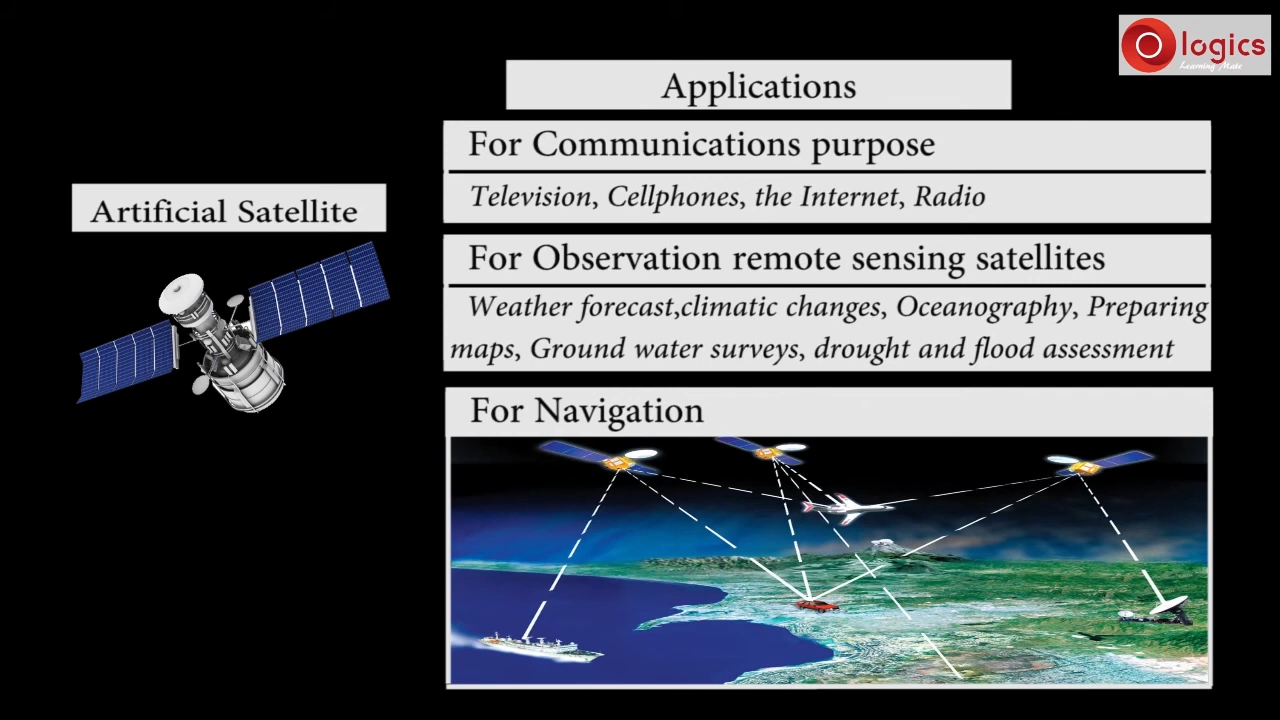 logics
Learning Mate
Applications
For Communications purpose
Television, Cellphones, the Internet, Radio
Artificial Satellite
For Observation remote sensing satellites
Weather forecast,climatic changes, Oceanography, Preparing
maps, Ground water surveys, drought and flood assessment
For Navigation